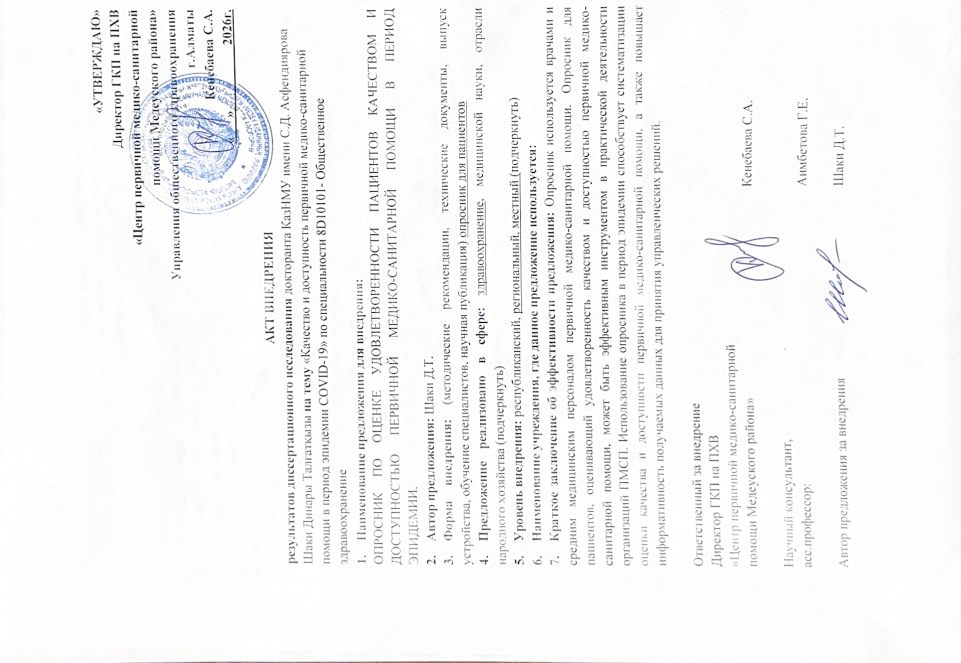 «УТВЕРЖДАЮ»
Директор ГКП на ПХВ
«Центр первичной медико-санитарной
помощи Медеуского района»
Управления общественного здравоохранения
г.Алматы
Кенебаева С.А.
« » 2026г.
АКТ ВНЕДРЕНИЯ
результатов диссертационного исследования докторанта КазНМУ имени С.Д. Асфендиярова
Шаки Динары Талгаткызы на тему «Качество и доступность первичной медико-санитарной
помощи в период эпидемии COVID-19» по специальности 8D10101- Общественное
здравоохранение
1. Наименование предложения для внедрения:
ОПРОСНИК ПО ОЦЕНКЕ УДОВЛЕТВОРЕННОСТИ ПАЦИЕНТОВ КАЧЕСТВОМ И
ДОСТУПНОСТЬЮ ПЕРВИЧНОЙ МЕДИКО-САНИТАРНОЙ ПОМОЩИ В ПЕРИОД
ЭПИДЕМИИ.
2. Автор предложения: Шаки Д.Т.
3. Форма внедрения: (методические рекомендации, технические документы, выпуск
устройства, обучение специалистов, научная публикация) опросник для пациентов
4. Предложение реализовано в сфере: здравоохранение, медицинской науки, отрасли
народного хозяйства (подчеркнуть)
5. Уровень внедрения: республиканский, региональный, местный (подчеркнуть)
6. Наименование учреждения, где данное предложение используется:
7. Краткое заключение об эффективности предложения: Опросник используется врачами и
средним медицинским персоналом первичной медико-санитарной помощи. Опросник для
пациентов, оценивающий удовлетворенность качеством и доступностью первичной медико-
санитарной помощи, может быть эффективным инструментом в практической деятельности
организаций ПМСП. Использование опросника в период эпидемии способствует систематизации
оценки качества и доступности первичной медико-санитарной помощи, а также повышает
информативность получаемых данных для принятия управленческих решений.
Ответственный за внедрение
Директор ГКП на ПХВ
«Центр первичной медико-санитарной
помощи Медеуского района» Кенебаева С.А.
Научный консультант,
асс.профессор: Аимбетова Г.Е.
Автор предложения за внедрения Шаки Д.Т.